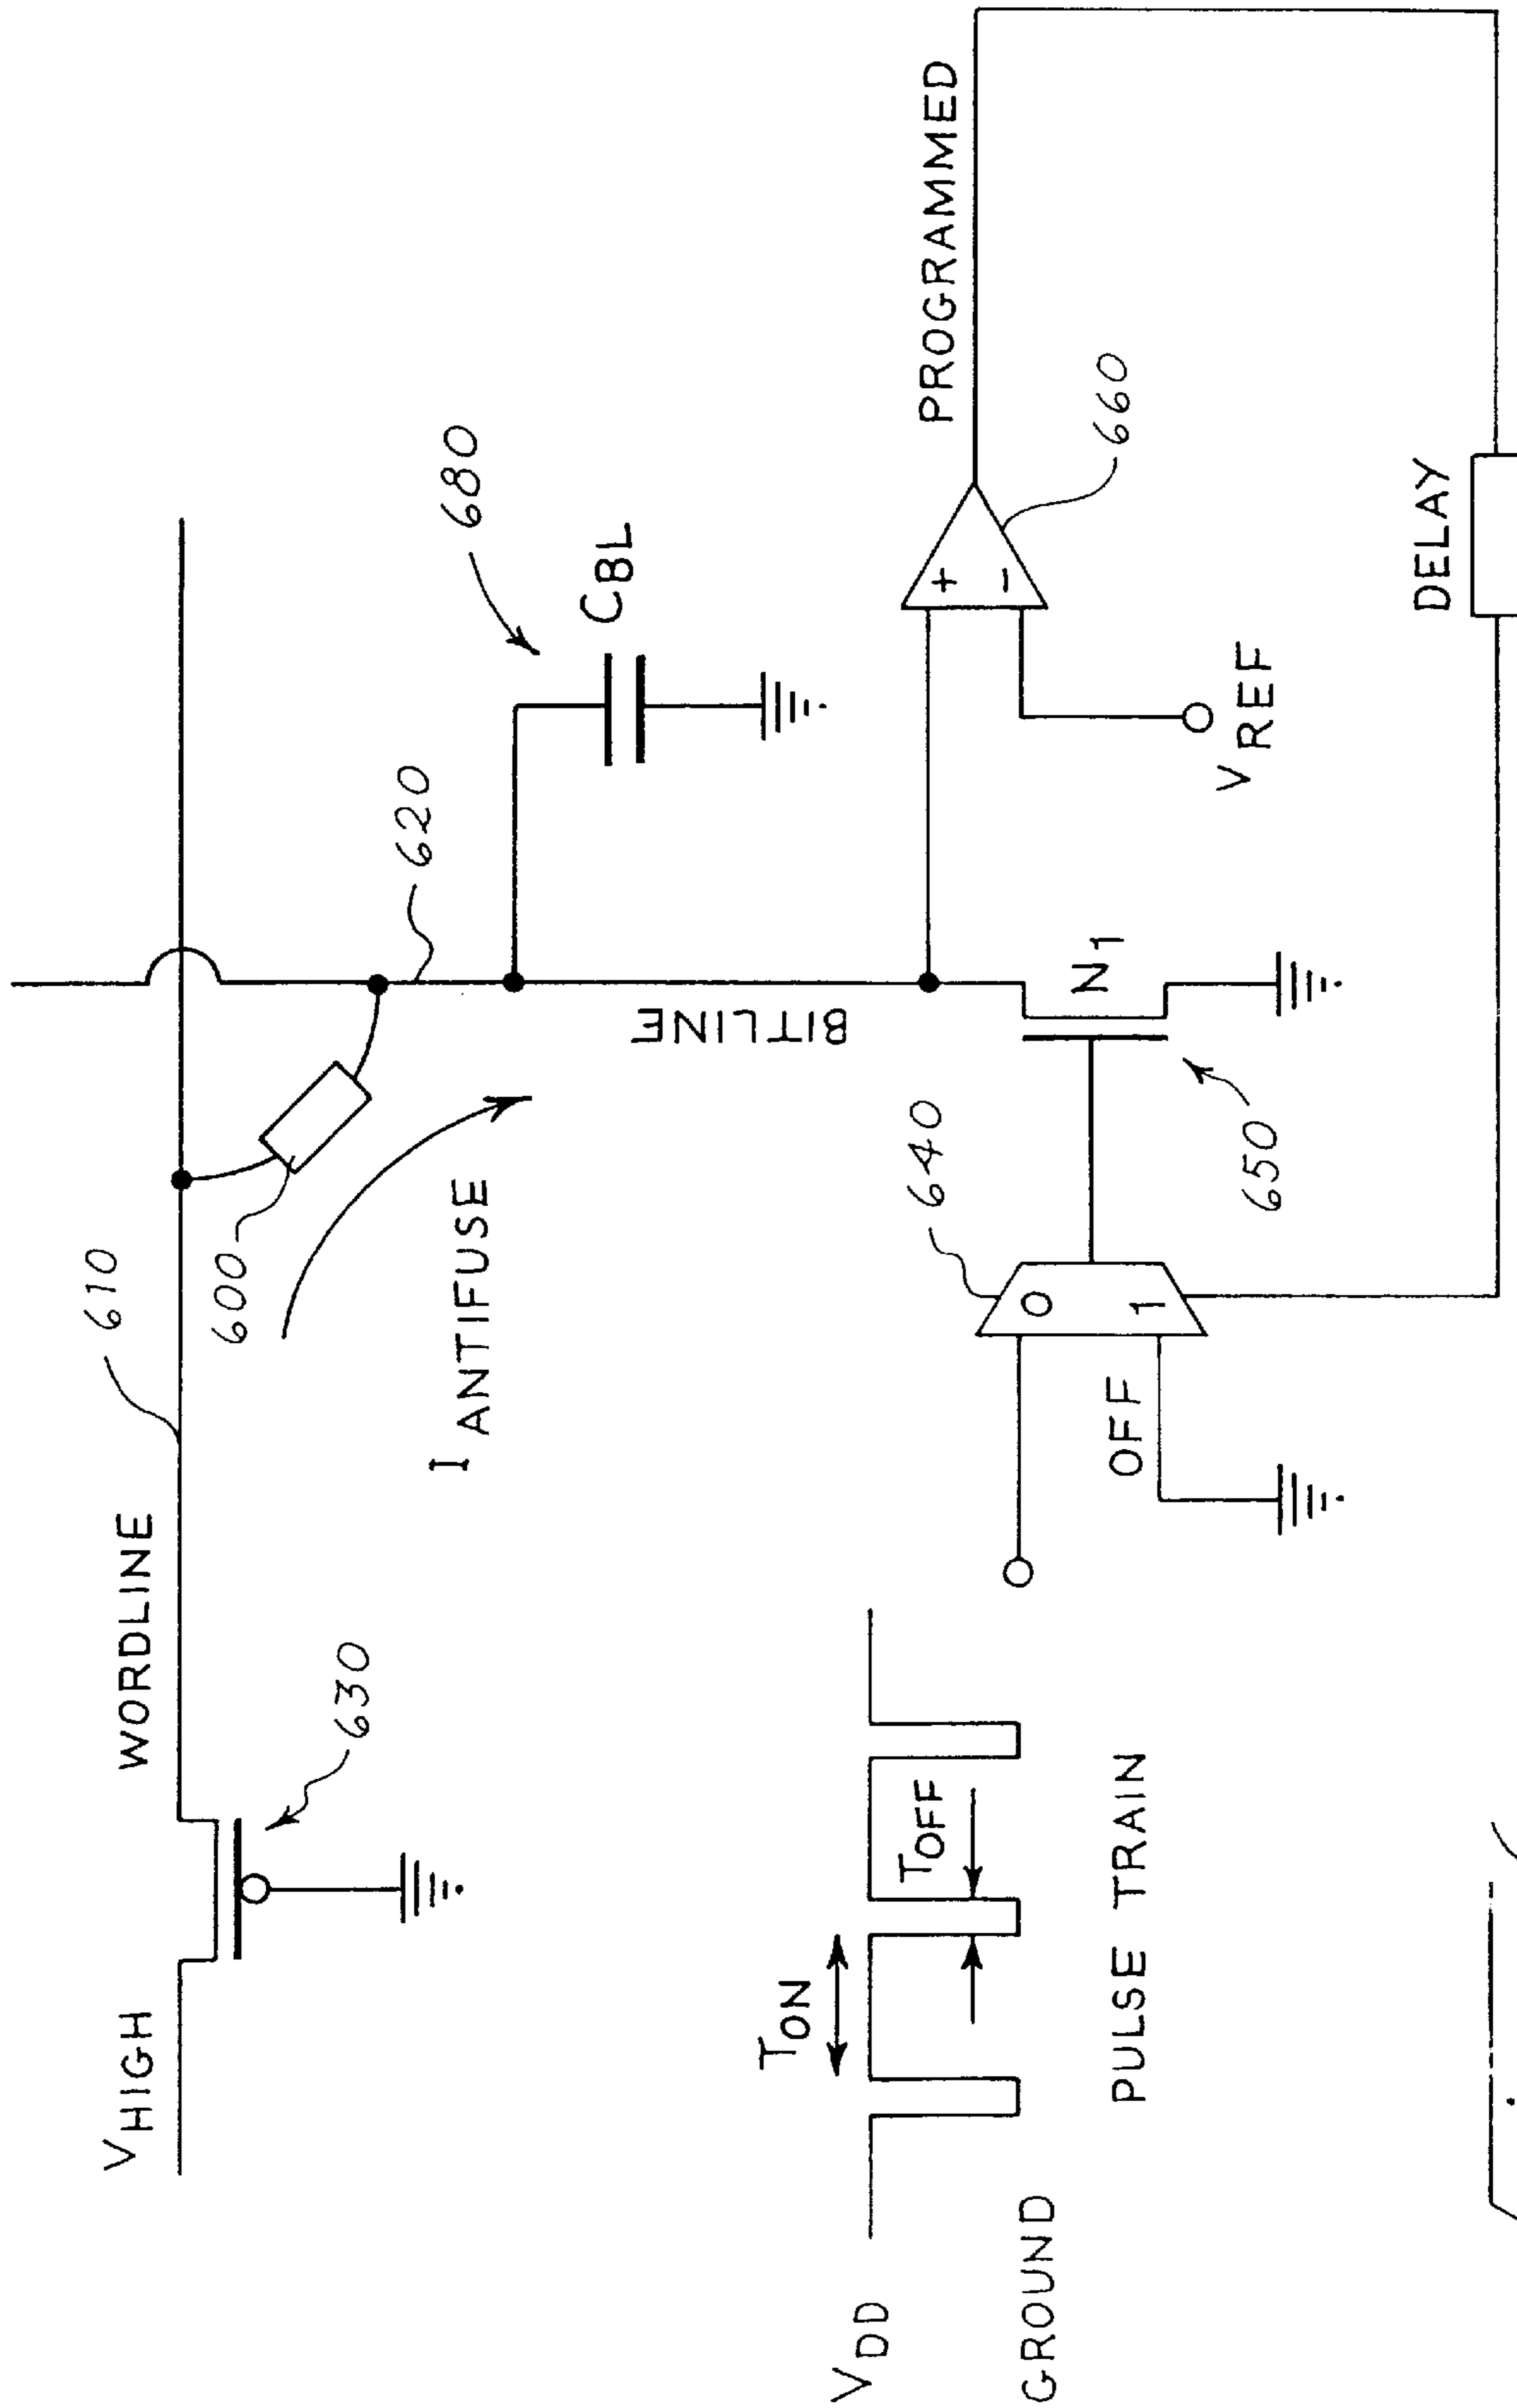 VHIGH
WORDLINE
610
630
600
620
680
CBL
I ANTIFUSE
BITLINE
VDD
GROUND
TON
TOFF
PULSE TRAIN
640
0
1
OFF
650
N1
+
-
660
VREF
PROGRAMMED
DELAY